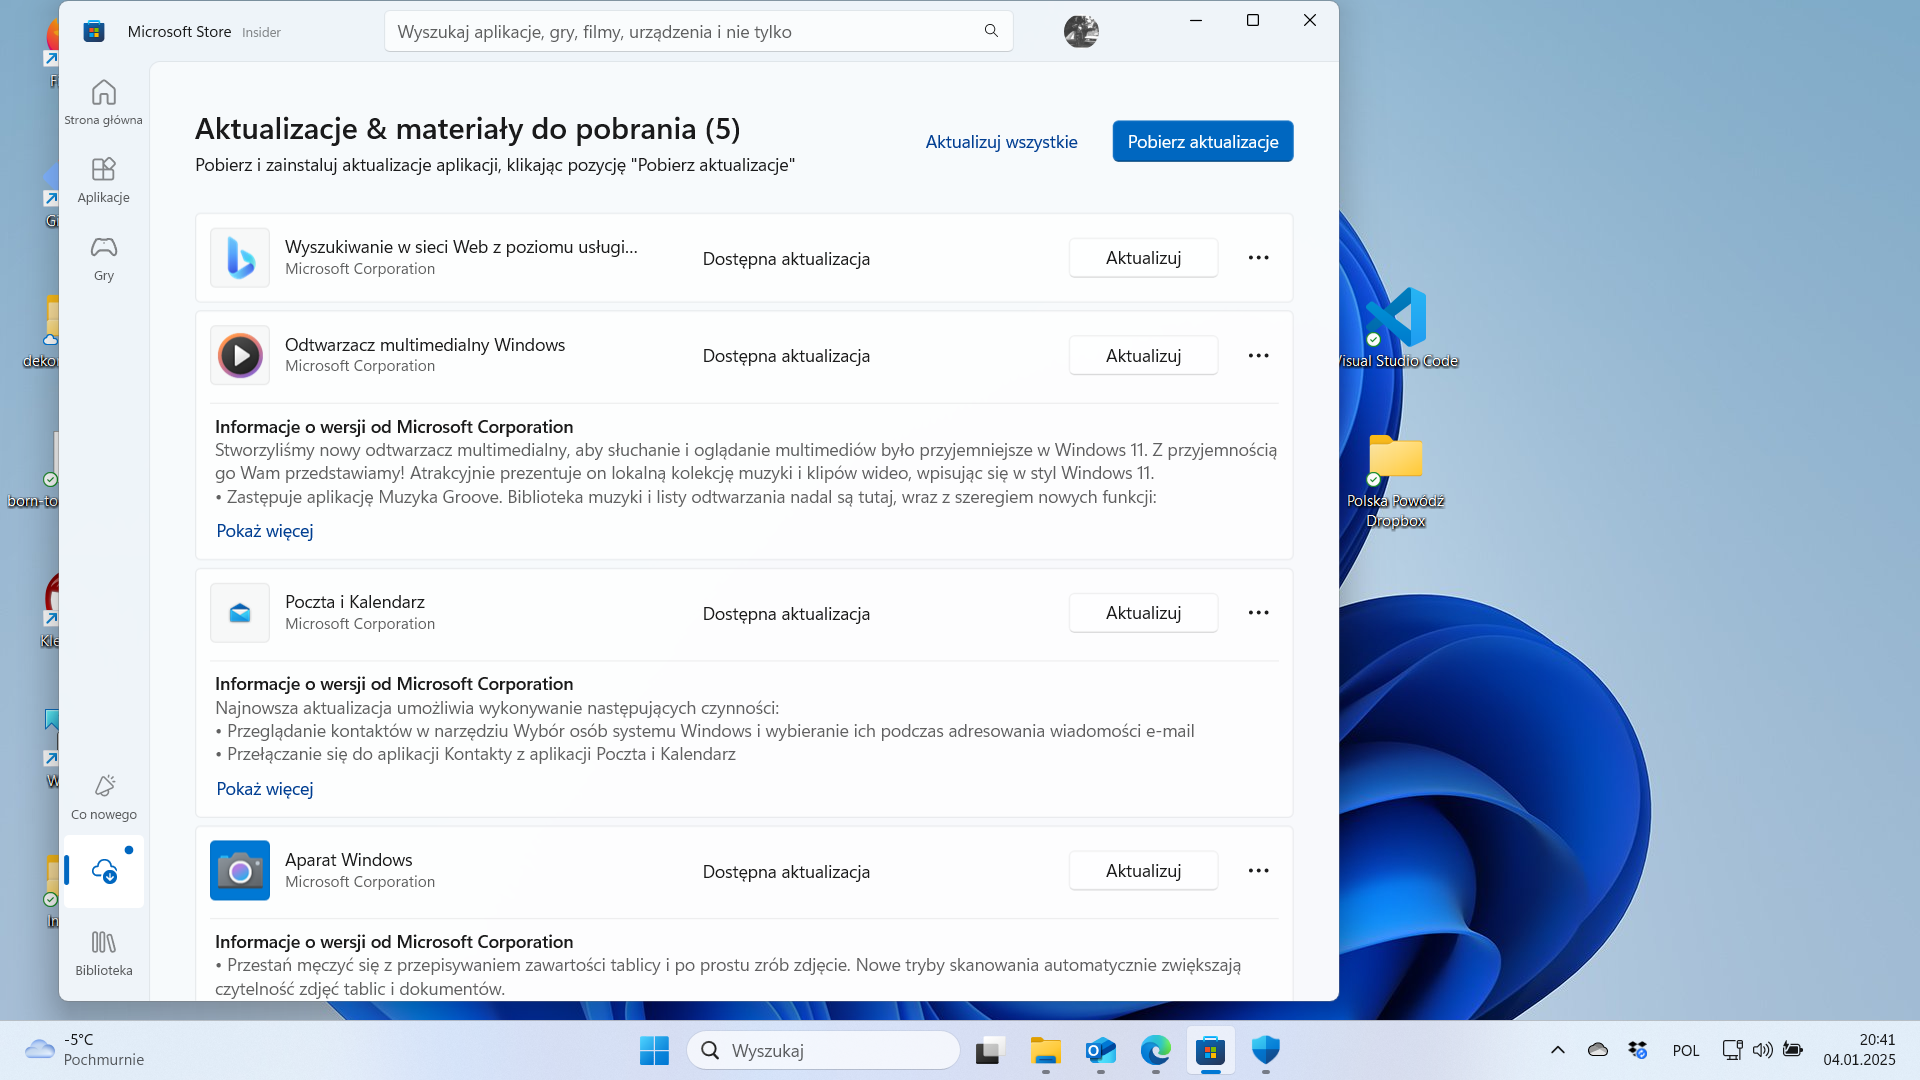 Microsoft Store Insider
Wyszukaj aplikacje, gry, filmy, urządzenia i nie tylko
Strona główna
Aplikacje
Gry
Co nowego
Biblioteka
Aktualizacje & materiały do pobrania (5)
Pobierz i zainstaluj aktualizacje aplikacji, klikając pozycję "Pobierz aktualizacje"
Aktualizuj wszystkie
Pobierz aktualizacje
Wyszukiwanie w sieci Web z poziomu usługi...
Microsoft Corporation
Dostępna aktualizacja
Aktualizuj
Odtwarzacz multimedialny Windows
Microsoft Corporation
Dostępna aktualizacja
Aktualizuj
Informacje o wersji od Microsoft Corporation
Stworzyliśmy nowy odtwarzacz multimedialny, aby słuchanie i oglądanie multimediów było przyjemniejsze w Windows 11. Z przyjemnością
go Wam przedstawiamy! Atrakcyjnie prezentuje on lokalną kolekcję muzyki i klipów wideo, wpisując się w styl Windows 11.
• Zastępuje aplikację Muzyka Groove. Biblioteka muzyki i listy odtwarzania nadal są tutaj, wraz z szeregiem nowych funkcji:
Pokaż więcej
Poczta i Kalendarz
Microsoft Corporation
Dostępna aktualizacja
Aktualizuj
Informacje o wersji od Microsoft Corporation
Najnowsza aktualizacja umożliwia wykonywanie następujących czynności:
• Przeglądanie kontaktów w narzędziu Wybór osób systemu Windows i wybieranie ich podczas adresowania wiadomości e-mail
• Przełączanie się do aplikacji Kontakty z aplikacji Poczta i Kalendarz
Pokaż więcej
Aparat Windows
Microsoft Corporation
Dostępna aktualizacja
Aktualizuj
Informacje o wersji od Microsoft Corporation
• Przestań męczyć się z przepisywaniem zawartości tablicy i po prostu zrób zdjęcie. Nowe tryby skanowania automatycznie zwiększają
czytelność zdjęć tablic i dokumentów.
Visual Studio Code
Polska Powódź
Dropbox
deko
born-to
Kle
In
-5°C
Pochmurnie
Wyszukaj
POL
20:41
04.01.2025